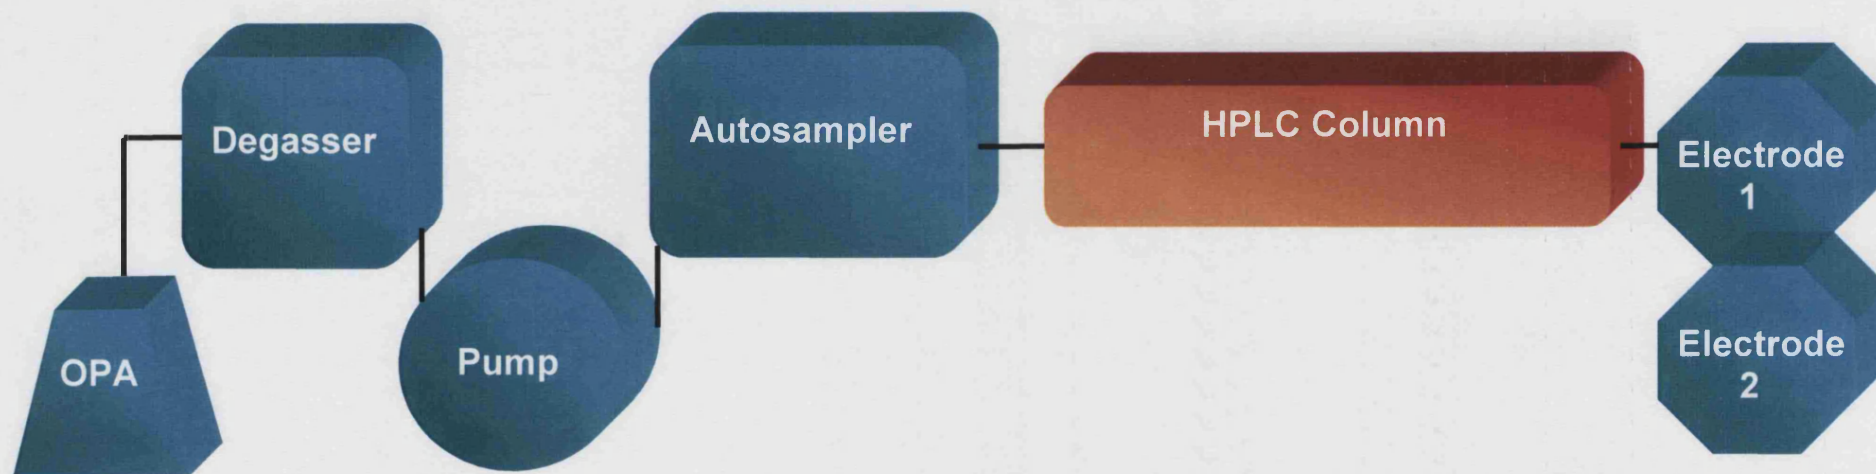 OPA
Degasser
Pump
Autosampler
HPLC Column
Electrode
1
Electrode
2